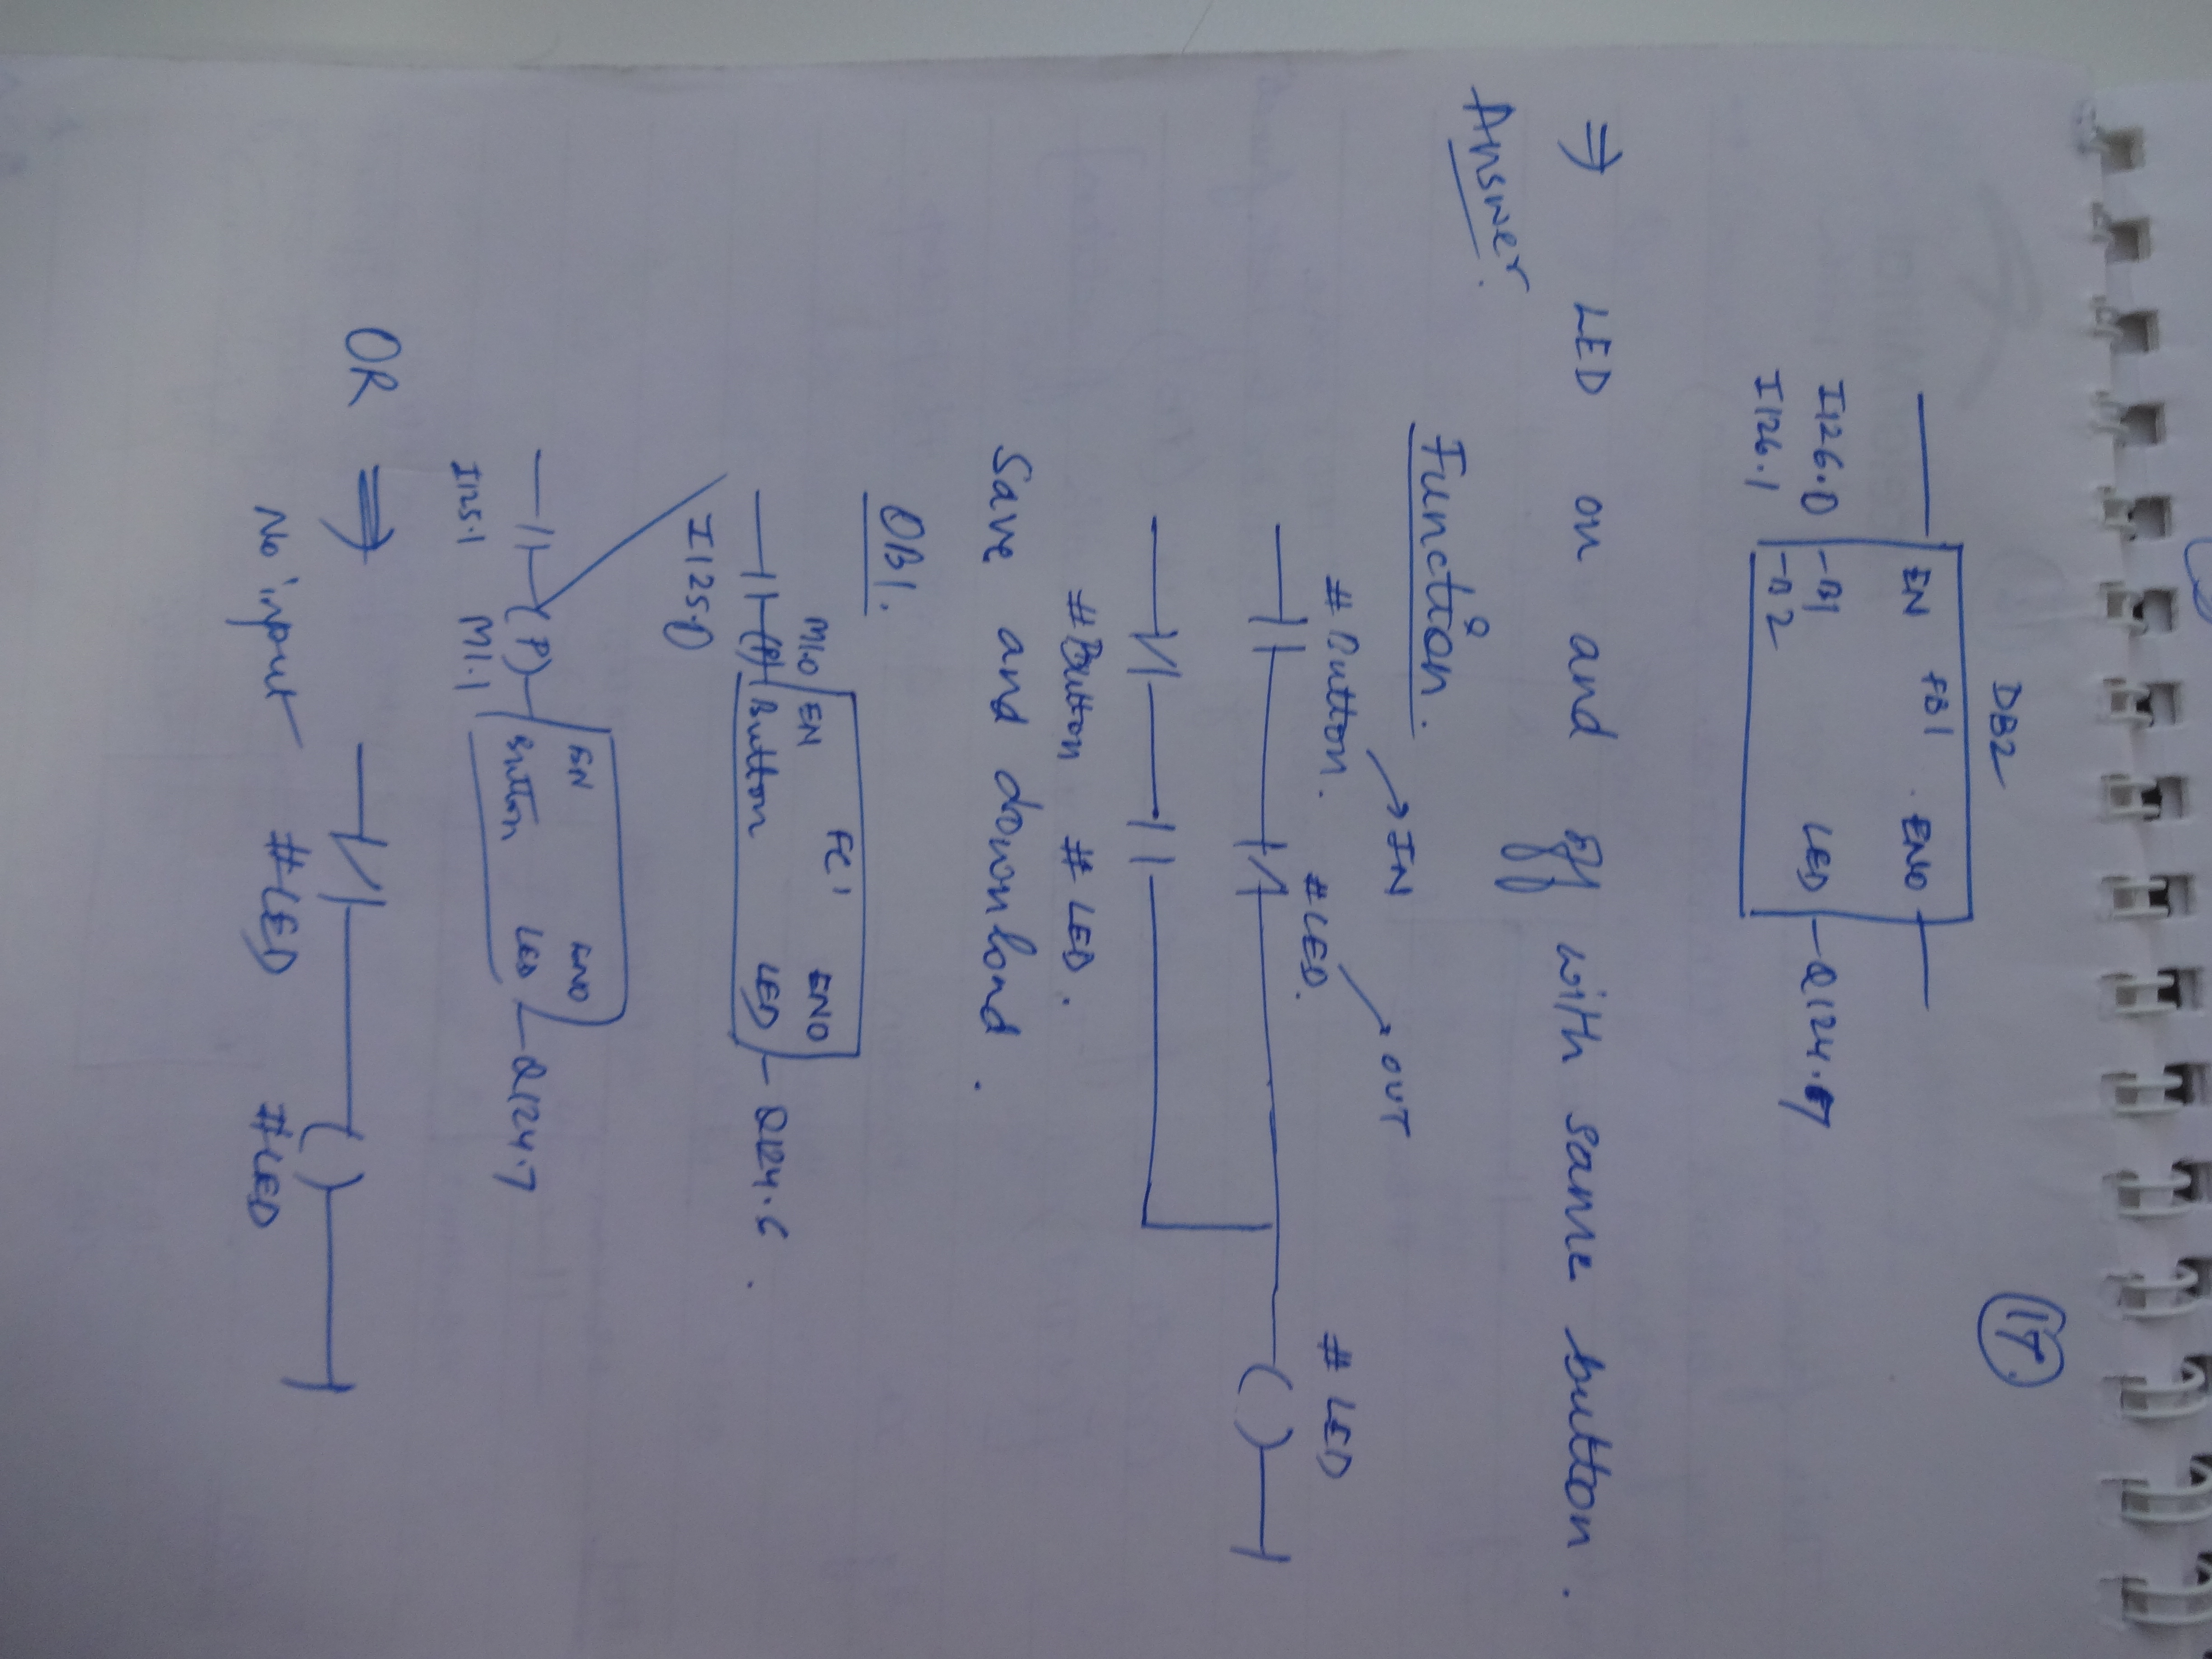 17.
DB2
EN FB1 ENO
I126.0 -B1 LED -Q124.7
I126.1 -B2
⇒ LED on and off with same button.
Answer.
Function.
IN OUT
# Button. # LED. # LED
# Button # LED.
Save and download.
OB1.
FC1
M1.0 EN ENO
(P) Button LED -Q124.6.
I125.0
EN ENO
(P) Button LED -Q124.7
I125.1 M1.1
OR ⇒
No input #LED #LED